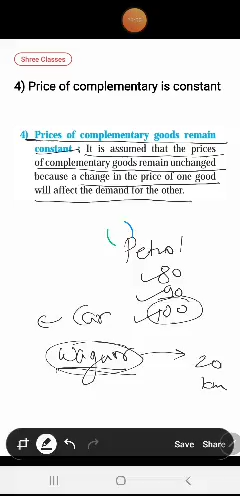 Shree Classes
4) Price of complementary is constant
4) Prices of complementary goods remain
constant : It is assumed that the prices
of complementary goods remain unchanged
because a change in the price of one good
will affect the demand for the other.
Petrol
80
90
Car 100
20
km
Save Share